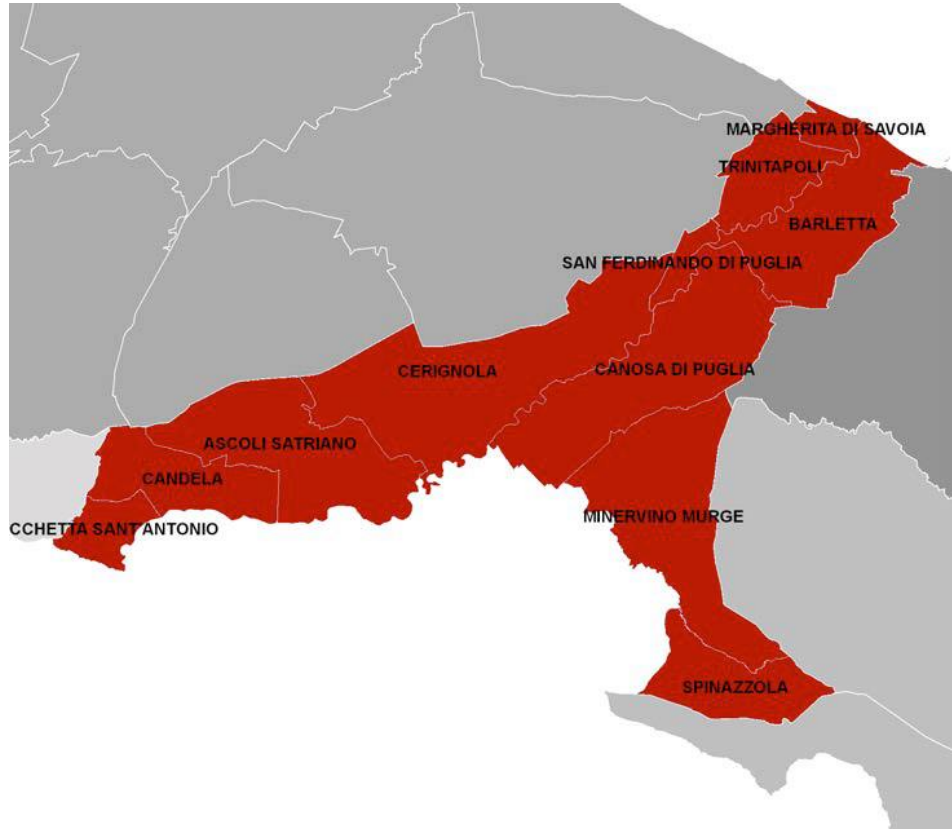 MARGHERITA DI SAVOIA
TRINITAPOLI
BARLETTA
SAN FERDINANDO DI PUGLIA
CERIGNOLA
CANOSA DI PUGLIA
ASCOLI SATRIANO
CANDELA
CCHETTA SANT'ANTONIO
MINERVINO MURGE
SPINAZZOLA